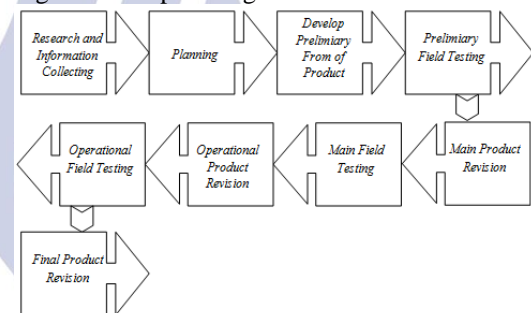 Research and
Information
Collecting
Planning
Develop
Prelimiary
From of
Product
Prelimiary
Field Testing
Main Product
Revision
Main Field
Testing
Operational
Product
Revision
Operational
Field Testing
Final Product
Revision